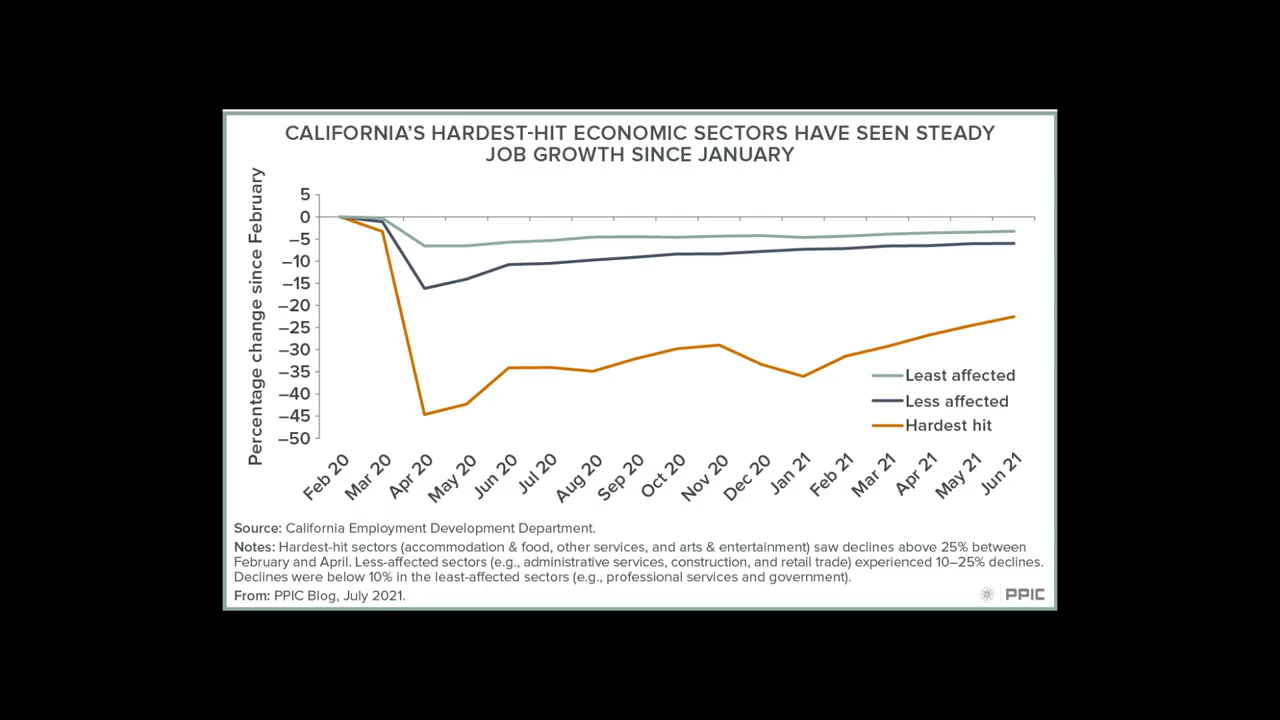 CALIFORNIA’S HARDEST-HIT ECONOMIC SECTORS HAVE SEEN STEADY
JOB GROWTH SINCE JANUARY
Percentage change since February
5
0
–5
–10
–15
–20
–25
–30
–35
–40
–45
–50
Least affected
Less affected
Hardest hit
Feb 20
Mar 20
Apr 20
May 20
Jun 20
Jul 20
Aug 20
Sep 20
Oct 20
Nov 20
Dec 20
Jan 21
Feb 21
Mar 21
Apr 21
May 21
Jun 21
Source: California Employment Development Department.
Notes: Hardest-hit sectors (accommodation & food, other services, and arts & entertainment) saw declines above 25% between
February and April. Less-affected sectors (e.g., administrative services, construction, and retail trade) experienced 10–25% declines.
Declines were below 10% in the least-affected sectors (e.g., professional services and government).
From: PPIC Blog, July 2021.
PPIC